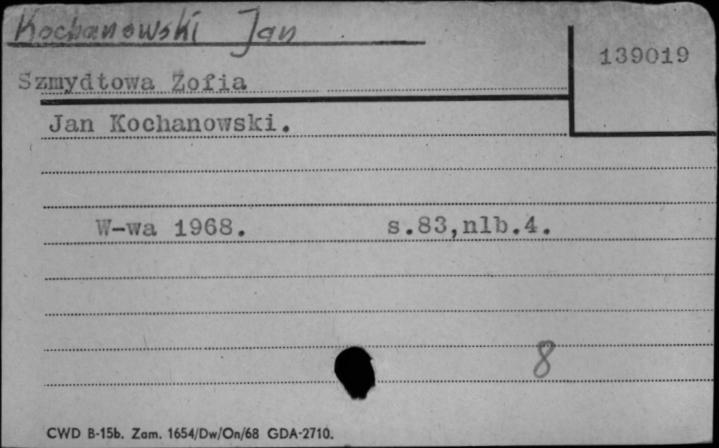 Kochanowski Jan
139019
Szmydtowa Zofia
Jan Kochanowski.
W-wa 1968. s.83,nlb.4.
8
CWD B-15b. Zam. 1654/Dw/On/68 GDA-2710.